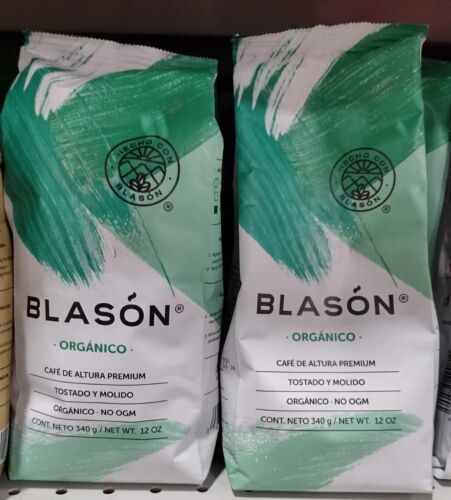 HECHO CON
BLASÓN
®
BLASÓN®
· ORGÁNICO ·
CAFÉ DE ALTURA PREMIUM
TOSTADO Y MOLIDO
ORGÁNICO · NO OGM
CONT. NETO 340 g / NET WT. 12 OZ
HECHO CON
BLASÓN
®
BLASÓN®
· ORGÁNICO ·
CAFÉ DE ALTURA PREMIUM
TOSTADO Y MOLIDO
ORGÁNICO · NO OGM
CONT. NETO 340 g / NET WT. 12 OZ